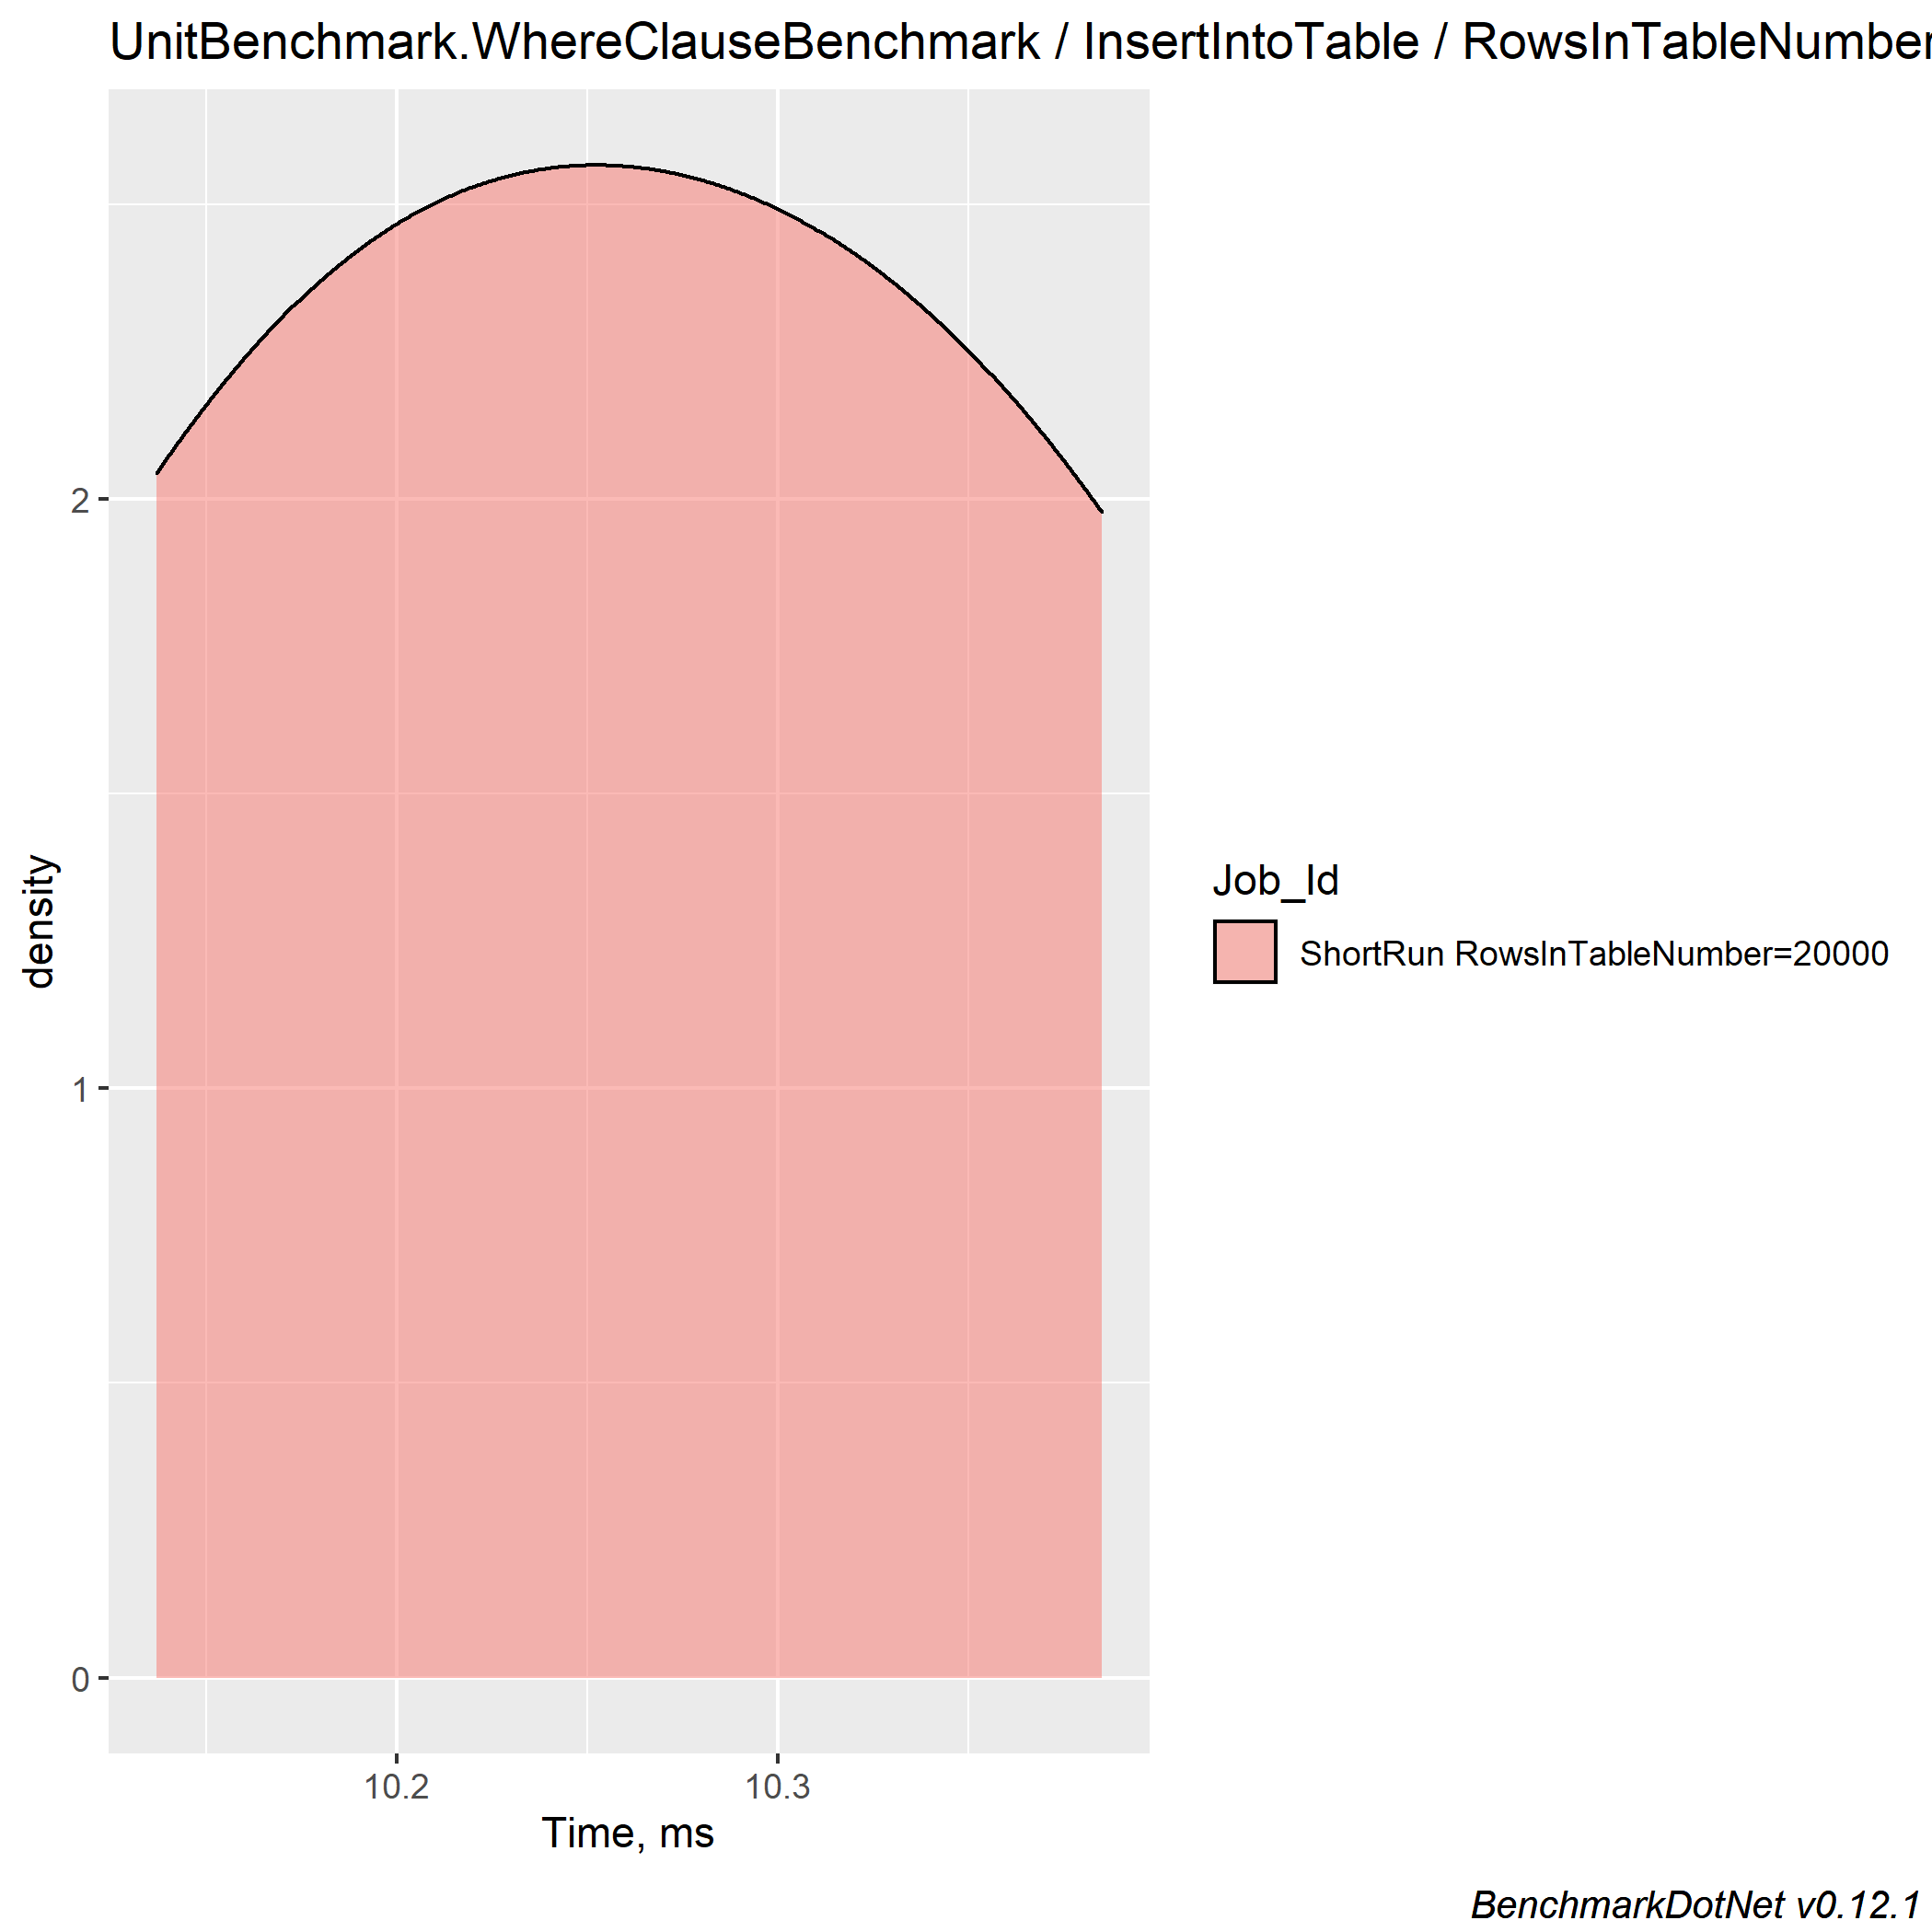 UnitBenchmark.WhereClauseBenchmark / InsertIntoTable / RowsInTableNumber
2
1
0
density
10.2 10.3
Time, ms
Job_Id
ShortRun RowsInTableNumber=20000
BenchmarkDotNet v0.12.1